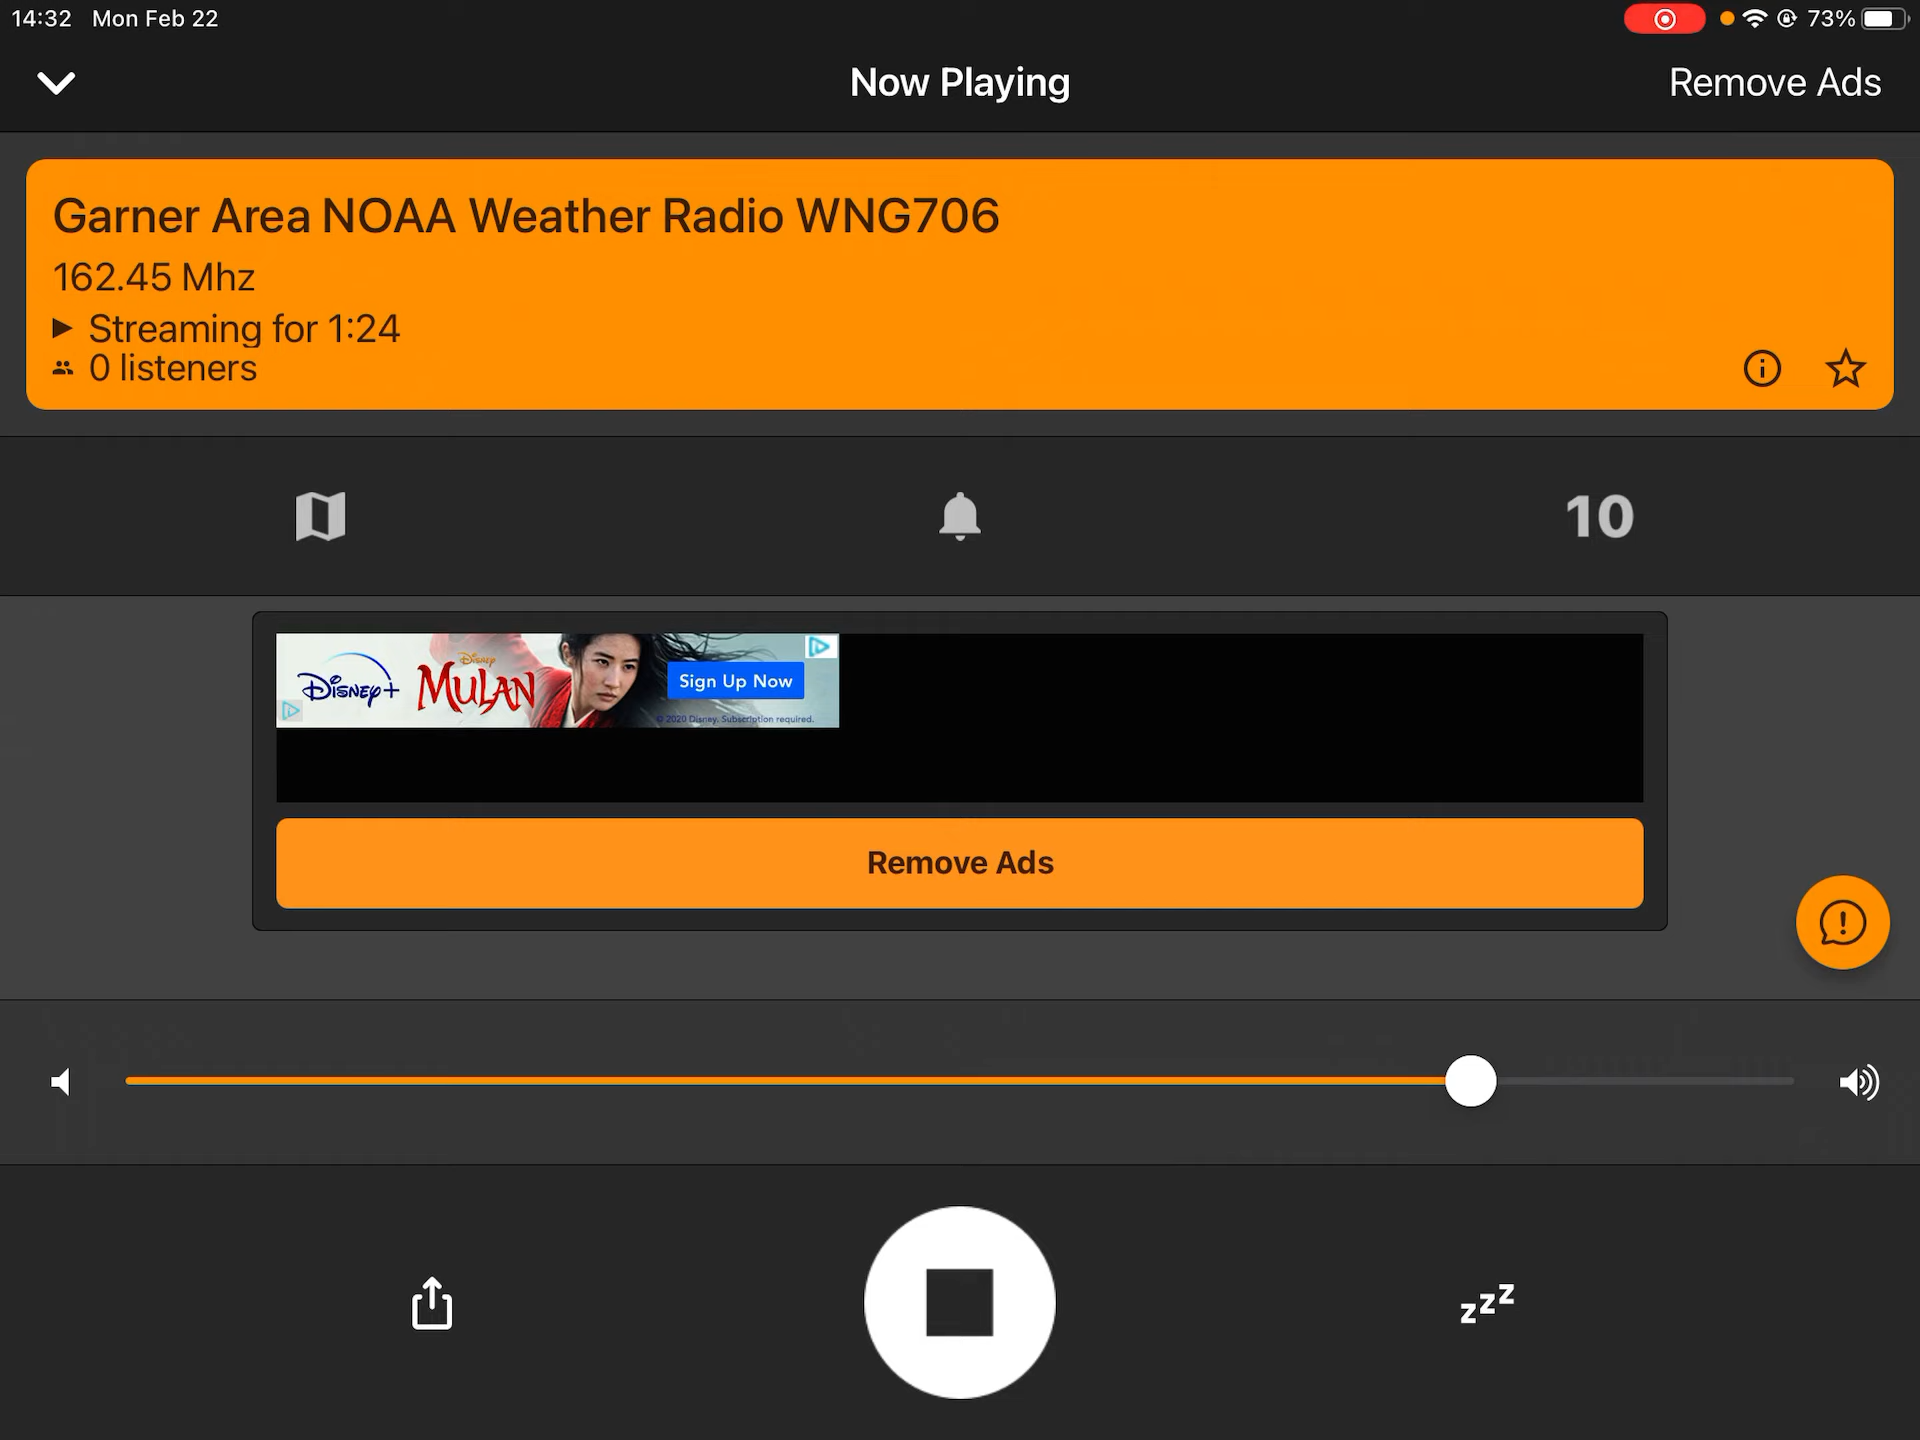 14:32 Mon Feb 22
73%
Now Playing
Remove Ads
Garner Area NOAA Weather Radio WNG706
162.45 Mhz
Streaming for 1:24
0 listeners
10
Disney+
Disney
MULAN
Sign Up Now
© 2020 Disney. Subscription required.
Remove Ads
zzz